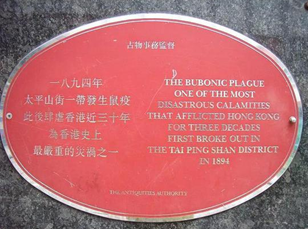 古物事務監督
一八九四年
太平山街一帶發生鼠疫
此後肆虐香港近三十年
為香港史上
最嚴重的災禍之一
THE BUBONIC PLAGUE
ONE OF THE MOST
DISASTROUS CALAMITIES
THAT AFFLICTED HONG KONG
FOR THREE DECADES
FIRST BROKE OUT IN
THE TAI PING SHAN DISTRICT
IN 1894
THE ANTIQUITIES AUTHORITY